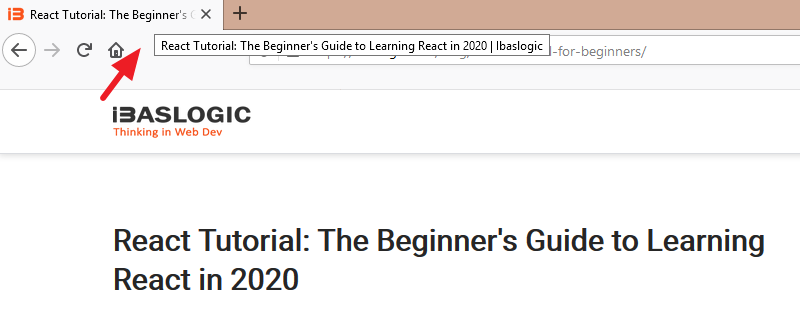 React Tutorial: The Beginner's
React Tutorial: The Beginner's Guide to Learning React in 2020 | Ibaslogic
-for-beginners/
iBASLOGIC
Thinking in Web Dev
React Tutorial: The Beginner's Guide to Learning
React in 2020